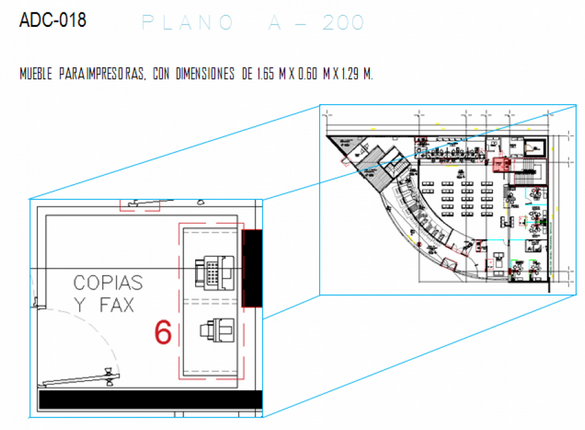 ADC-018
PLANO A-200
MUEBLE PARA IMPRESORAS, CON DIMENSIONES DE 1.65 M X 0.60 M X 1.29 M.
COPIAS
Y FAX
6